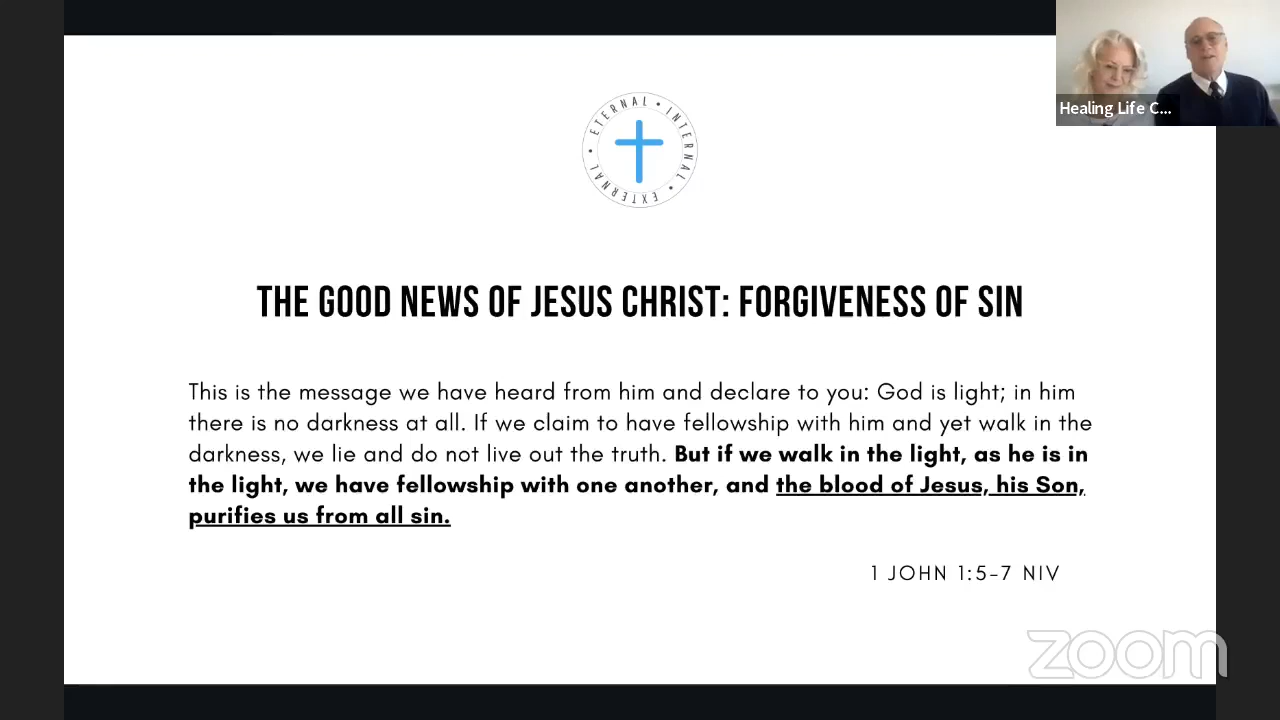 Healing Life C...
ETERNAL • INTERNAL • EXTERNAL •
THE GOOD NEWS OF JESUS CHRIST: FORGIVENESS OF SIN
This is the message we have heard from him and declare to you: God is light; in him
there is no darkness at all. If we claim to have fellowship with him and yet walk in the
darkness, we lie and do not live out the truth. But if we walk in the light, as he is in
the light, we have fellowship with one another, and the blood of Jesus, his Son,
purifies us from all sin.
1 JOHN 1:5-7 NIV
zoom